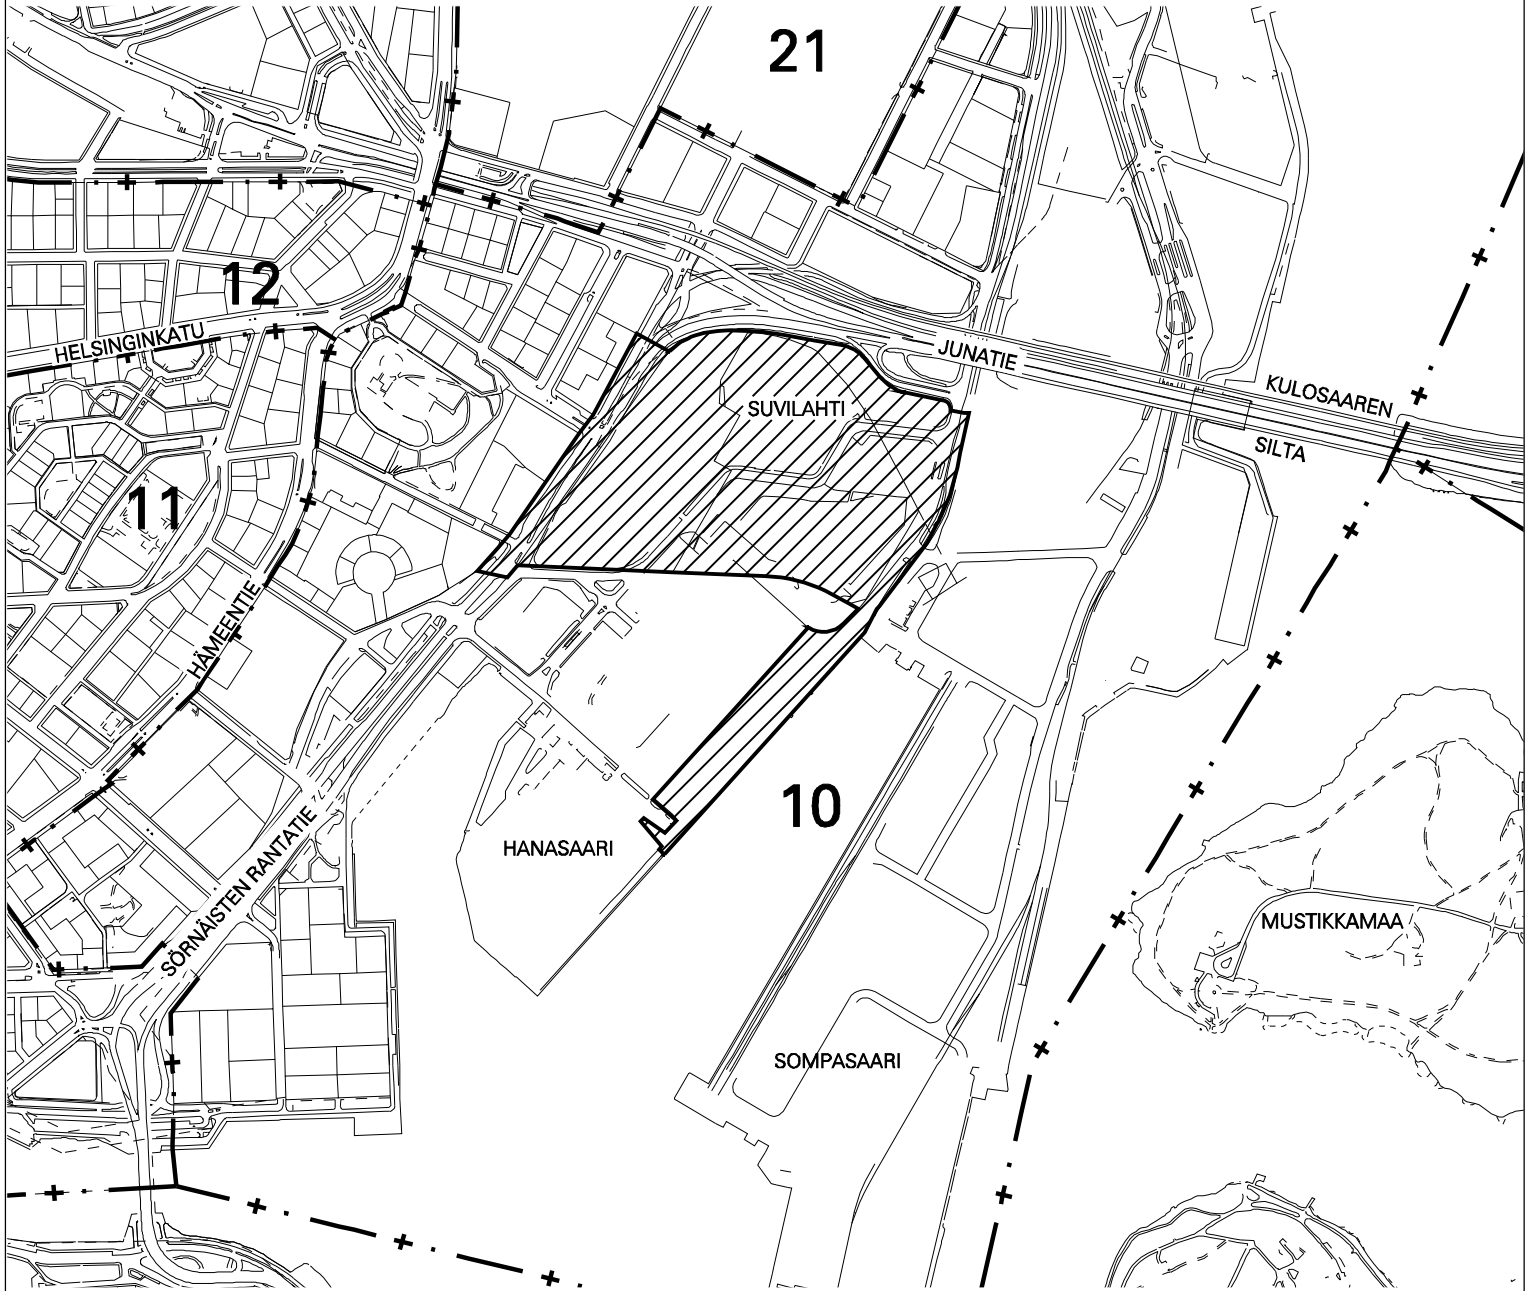 21
12
HELSINGINKATU
JUNATIE
KULOSAAREN
SILTA
SUVILAHTI
11
HÄMEENTIE
10
HANASAARI
SÖRNÄISTEN RANTATIE
MUSTIKKAMAA
SOMPASAARI